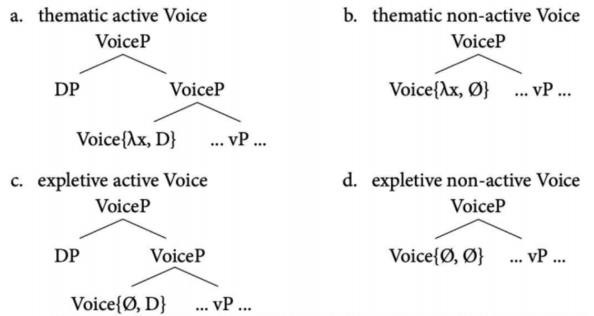 a. thematic active Voice
VoiceP
DP VoiceP
Voice{λx, D} ... vP ...
b. thematic non-active Voice
VoiceP
Voice{λx, Ø} ... vP ...
c. expletive active Voice
VoiceP
DP VoiceP
Voice{Ø, D} ... vP ...
d. expletive non-active Voice
VoiceP
Voice{Ø, Ø} ... vP ...